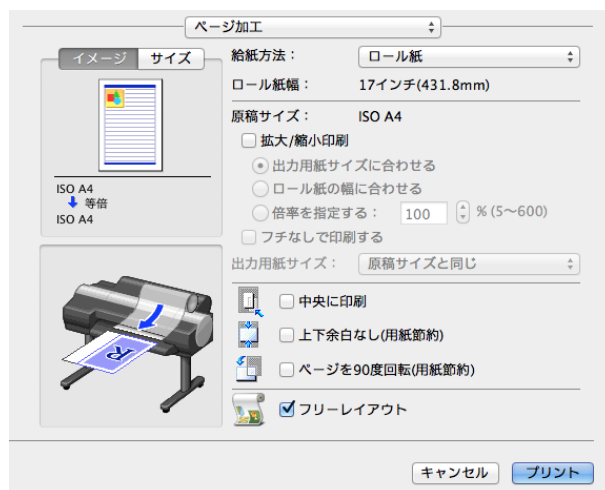 ページ加工
イメージ サイズ
給紙方法： ロール紙
ロール紙幅： 17インチ(431.8mm)
原稿サイズ： ISO A4
拡大/縮小印刷
出力用紙サイズに合わせる
ロール紙の幅に合わせる
倍率を指定する： 100 % (5～600)
フチなしで印刷する
出力用紙サイズ： 原稿サイズと同じ
ISO A4
等倍
ISO A4
R
中央に印刷
上下余白なし(用紙節約)
ページを90度回転(用紙節約)
フリーレイアウト
キャンセル プリント